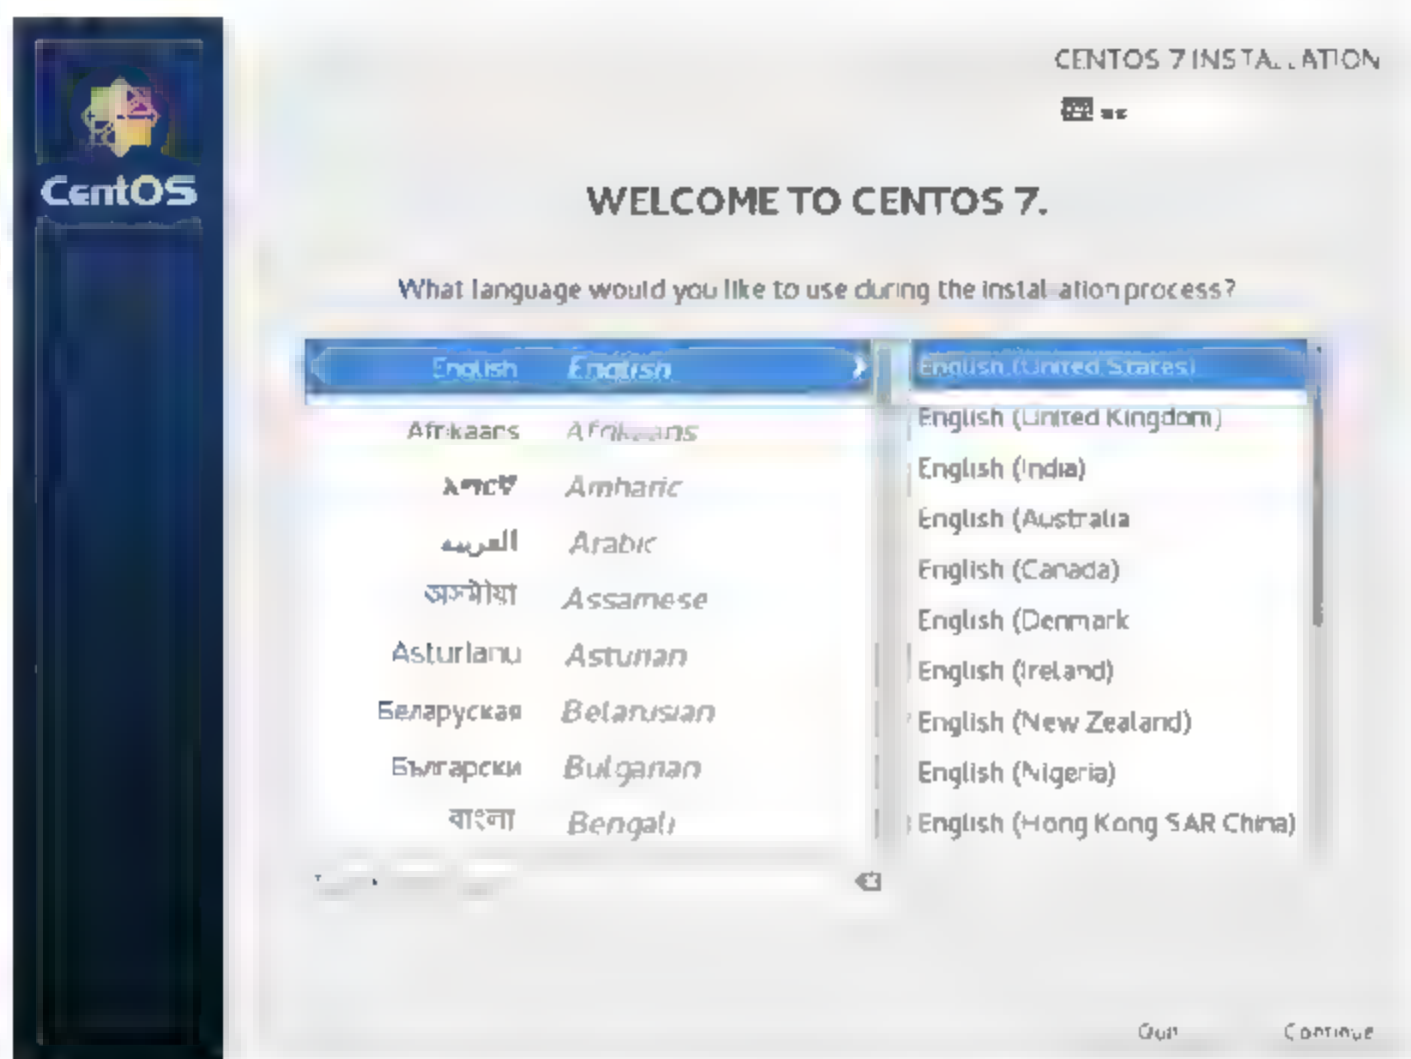 CentOS
CENTOS 7 INSTALLATION
us
WELCOME TO CENTOS 7.
What language would you like to use during the installation process?
English English
Afrikaans Afrikaans
አማርኛ Amharic
العربية Arabic
অসমীয়া Assamese
Asturianu Asturian
Беларуская Belarusian
Български Bulgarian
বাংলা Bengali
English (United States)
English (United Kingdom)
English (India)
English (Australia
English (Canada)
English (Denmark
English (Ireland)
English (New Zealand)
English (Nigeria)
English (Hong Kong SAR China)
Quit Continue